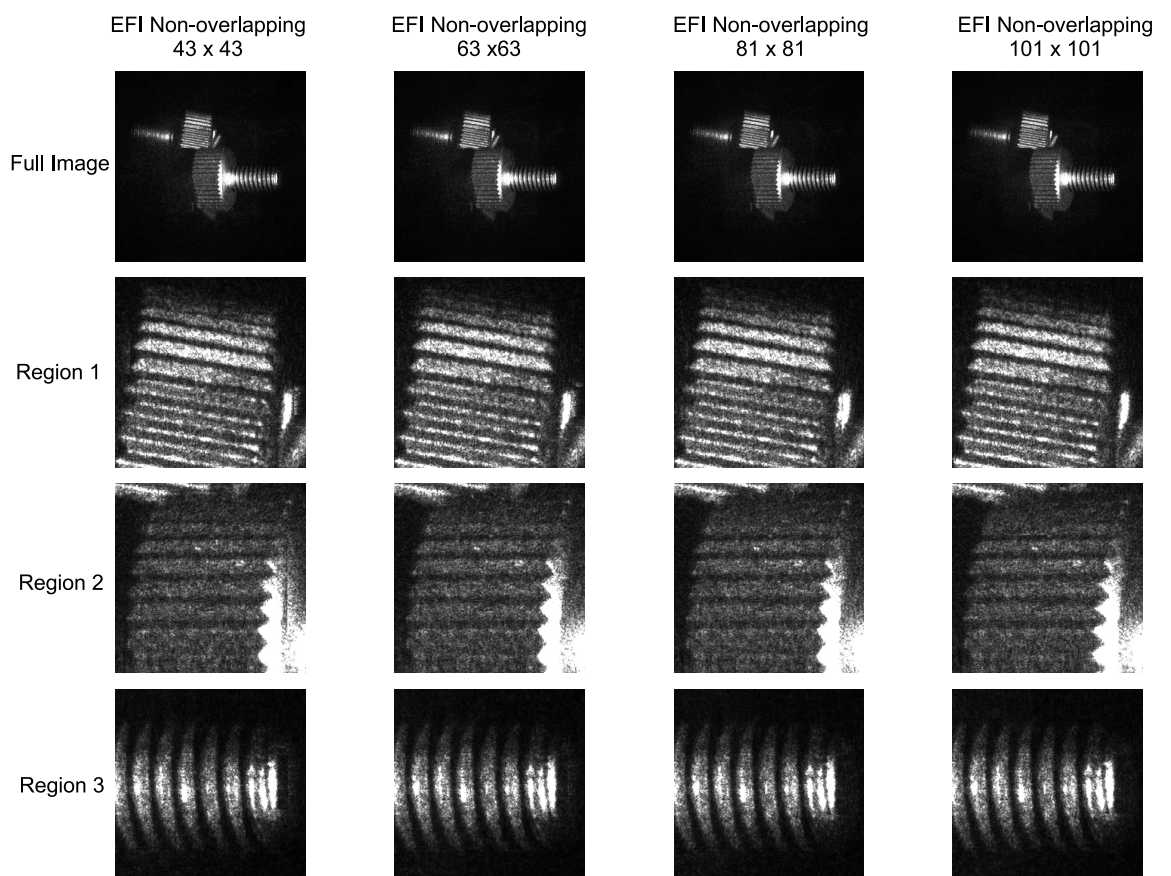 EFI Non-overlapping
43 x 43
EFI Non-overlapping
63 x63
EFI Non-overlapping
81 x 81
EFI Non-overlapping
101 x 101
Full Image
Region 1
Region 2
Region 3